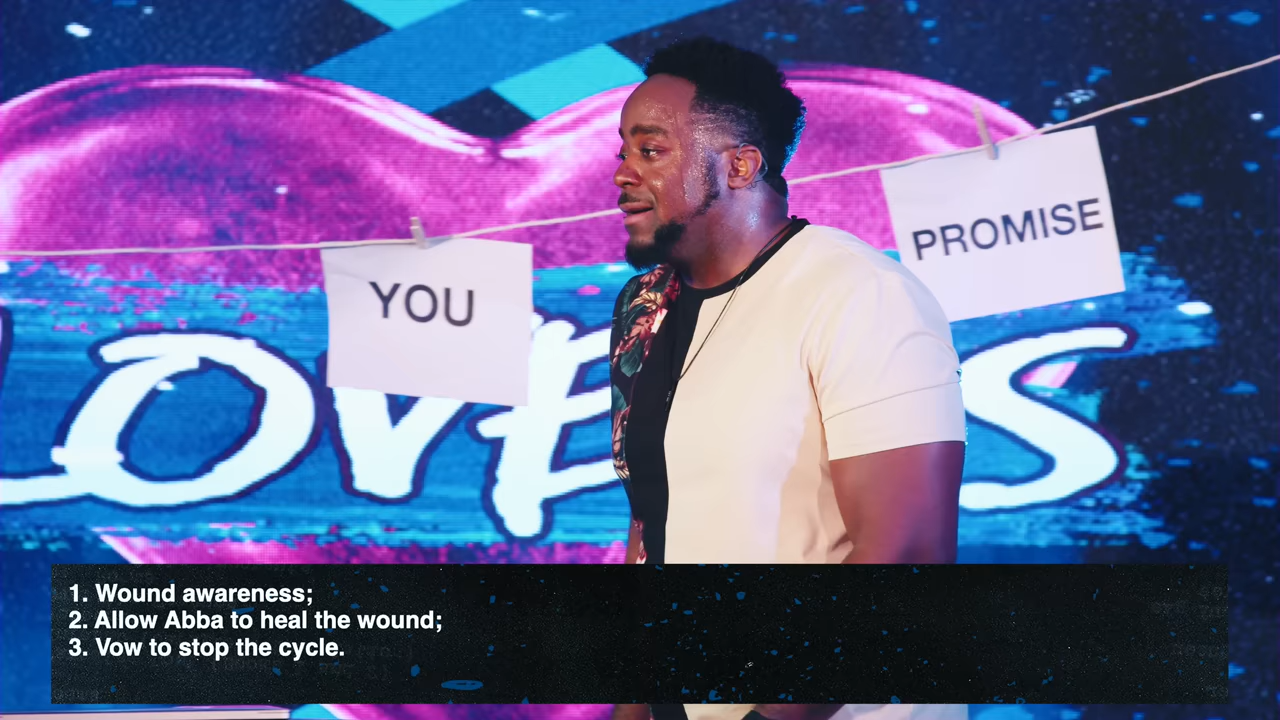 YOU
PROMISE
LOVE
S
1. Wound awareness;
2. Allow Abba to heal the wound;
3. Vow to stop the cycle.